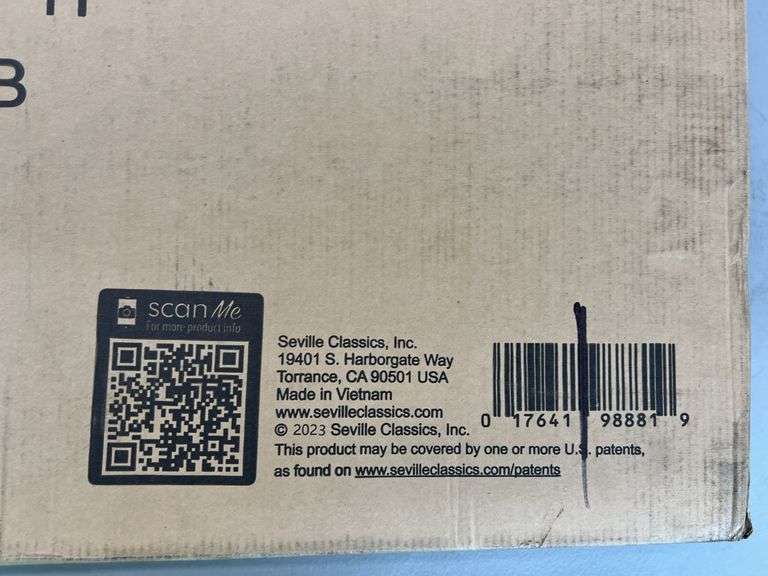 B
scan Me
For more product info
Seville Classics, Inc.
19401 S. Harborgate Way
Torrance, CA 90501 USA
Made in Vietnam
www.sevilleclassics.com
© 2023 Seville Classics, Inc.
This product may be covered by one or more U.S. patents,
as found on www.sevilleclassics.com/patents
0 17641 98881 9